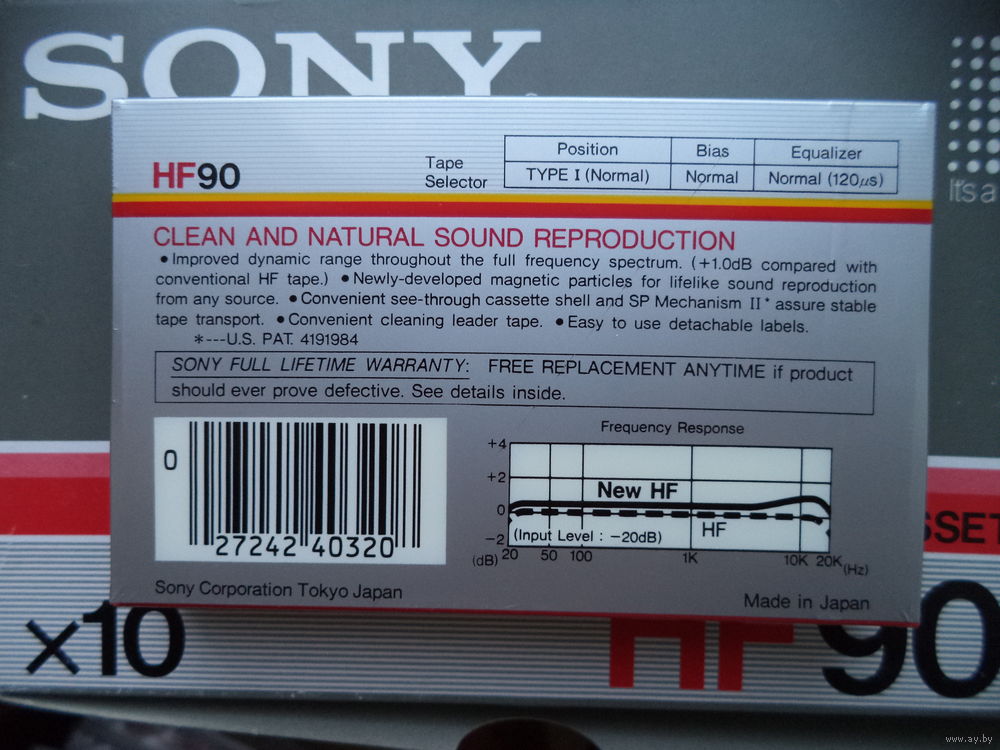 SONY
It's a
HF90
Tape
Selector
Position Bias Equalizer
TYPE I (Normal) Normal Normal (120μs)
CLEAN AND NATURAL SOUND REPRODUCTION
●Improved dynamic range throughout the full frequency spectrum. (+1.0dB compared with
conventional HF tape.) ●Newly-developed magnetic particles for lifelike sound reproduction
from any source. ●Convenient see-through cassette shell and SP Mechanism II* assure stable
tape transport. ●Convenient cleaning leader tape. ●Easy to use detachable labels.
*---U.S. PAT. 4191984
SONY FULL LIFETIME WARRANTY: FREE REPLACEMENT ANYTIME if product
should ever prove defective. See details inside.
0
27242 40320
Frequency Response
+4
+2
New HF
0
(Input Level : −20dB) HF
−2
(dB) 20 50 100 1K 10K 20K (Hz)
Sony Corporation Tokyo Japan
Made in Japan
SSET
x10
HF90
www.ay.by